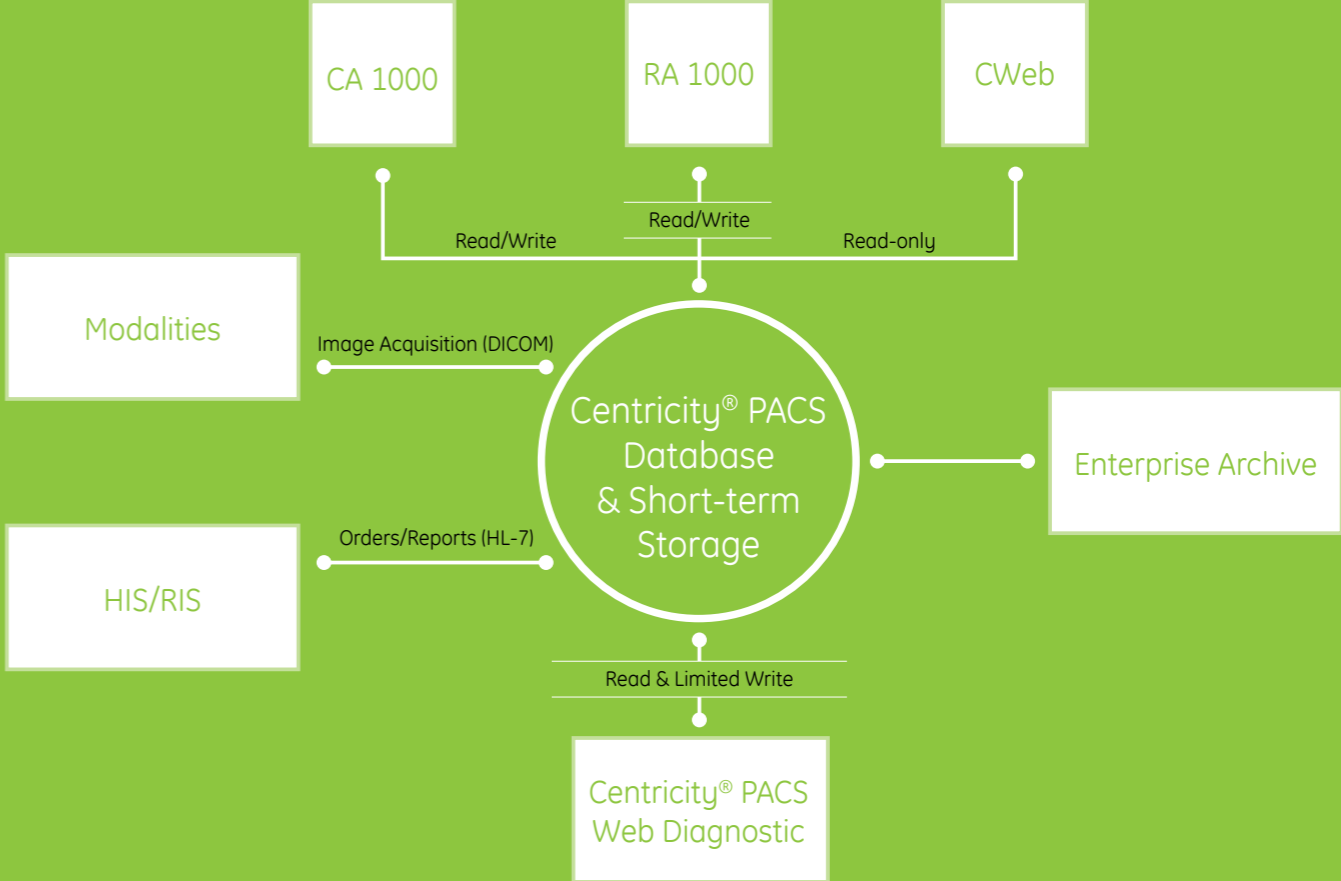 CA 1000
RA 1000
CWeb
Read/Write
Read/Write
Read-only
Modalities
Image Acquisition (DICOM)
Centricity® PACS
Database
& Short-term
Storage
Enterprise Archive
Orders/Reports (HL-7)
HIS/RIS
Read & Limited Write
Centricity® PACS
Web Diagnostic